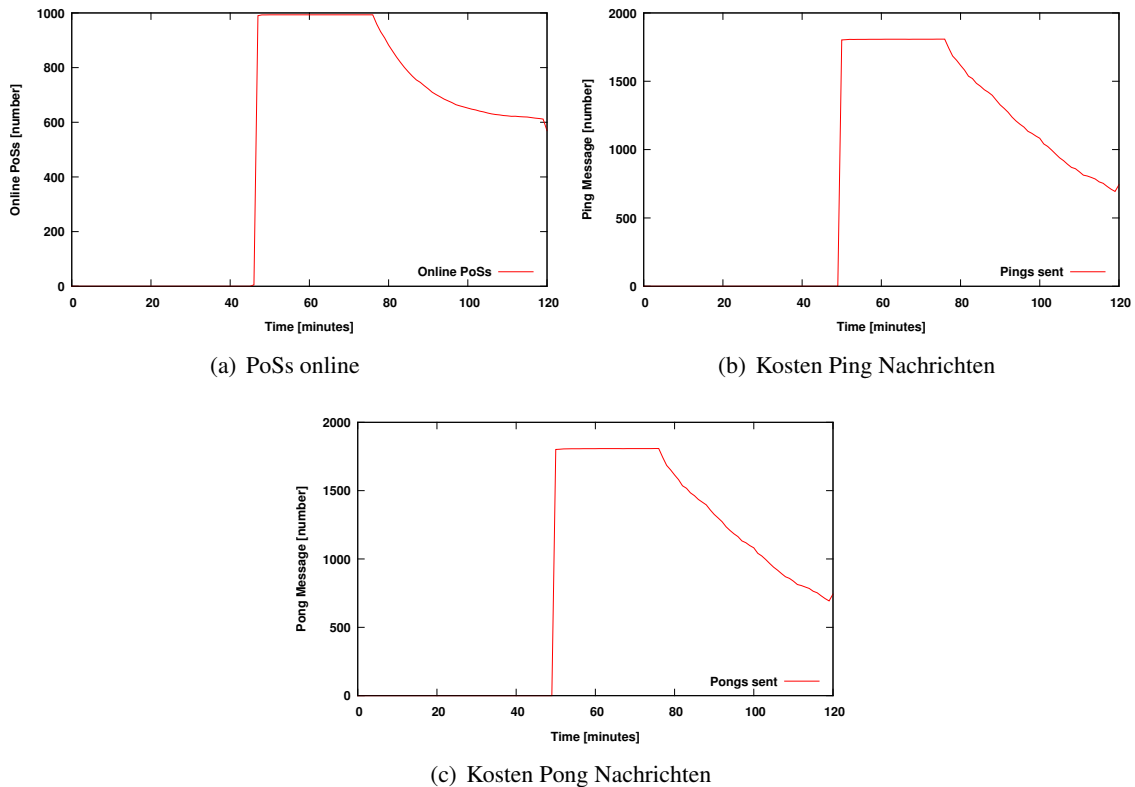 1000
800
600
400
200
0
Online PoSs [number]
Online PoSs
0 20 40 60 80 100 120
Time [minutes]
(a) PoSs online
2000
1500
1000
500
0
Ping Message [number]
Pings sent
0 20 40 60 80 100 120
Time [minutes]
(b) Kosten Ping Nachrichten
2000
1500
1000
500
0
Pong Message [number]
Pongs sent
0 20 40 60 80 100 120
Time [minutes]
(c) Kosten Pong Nachrichten